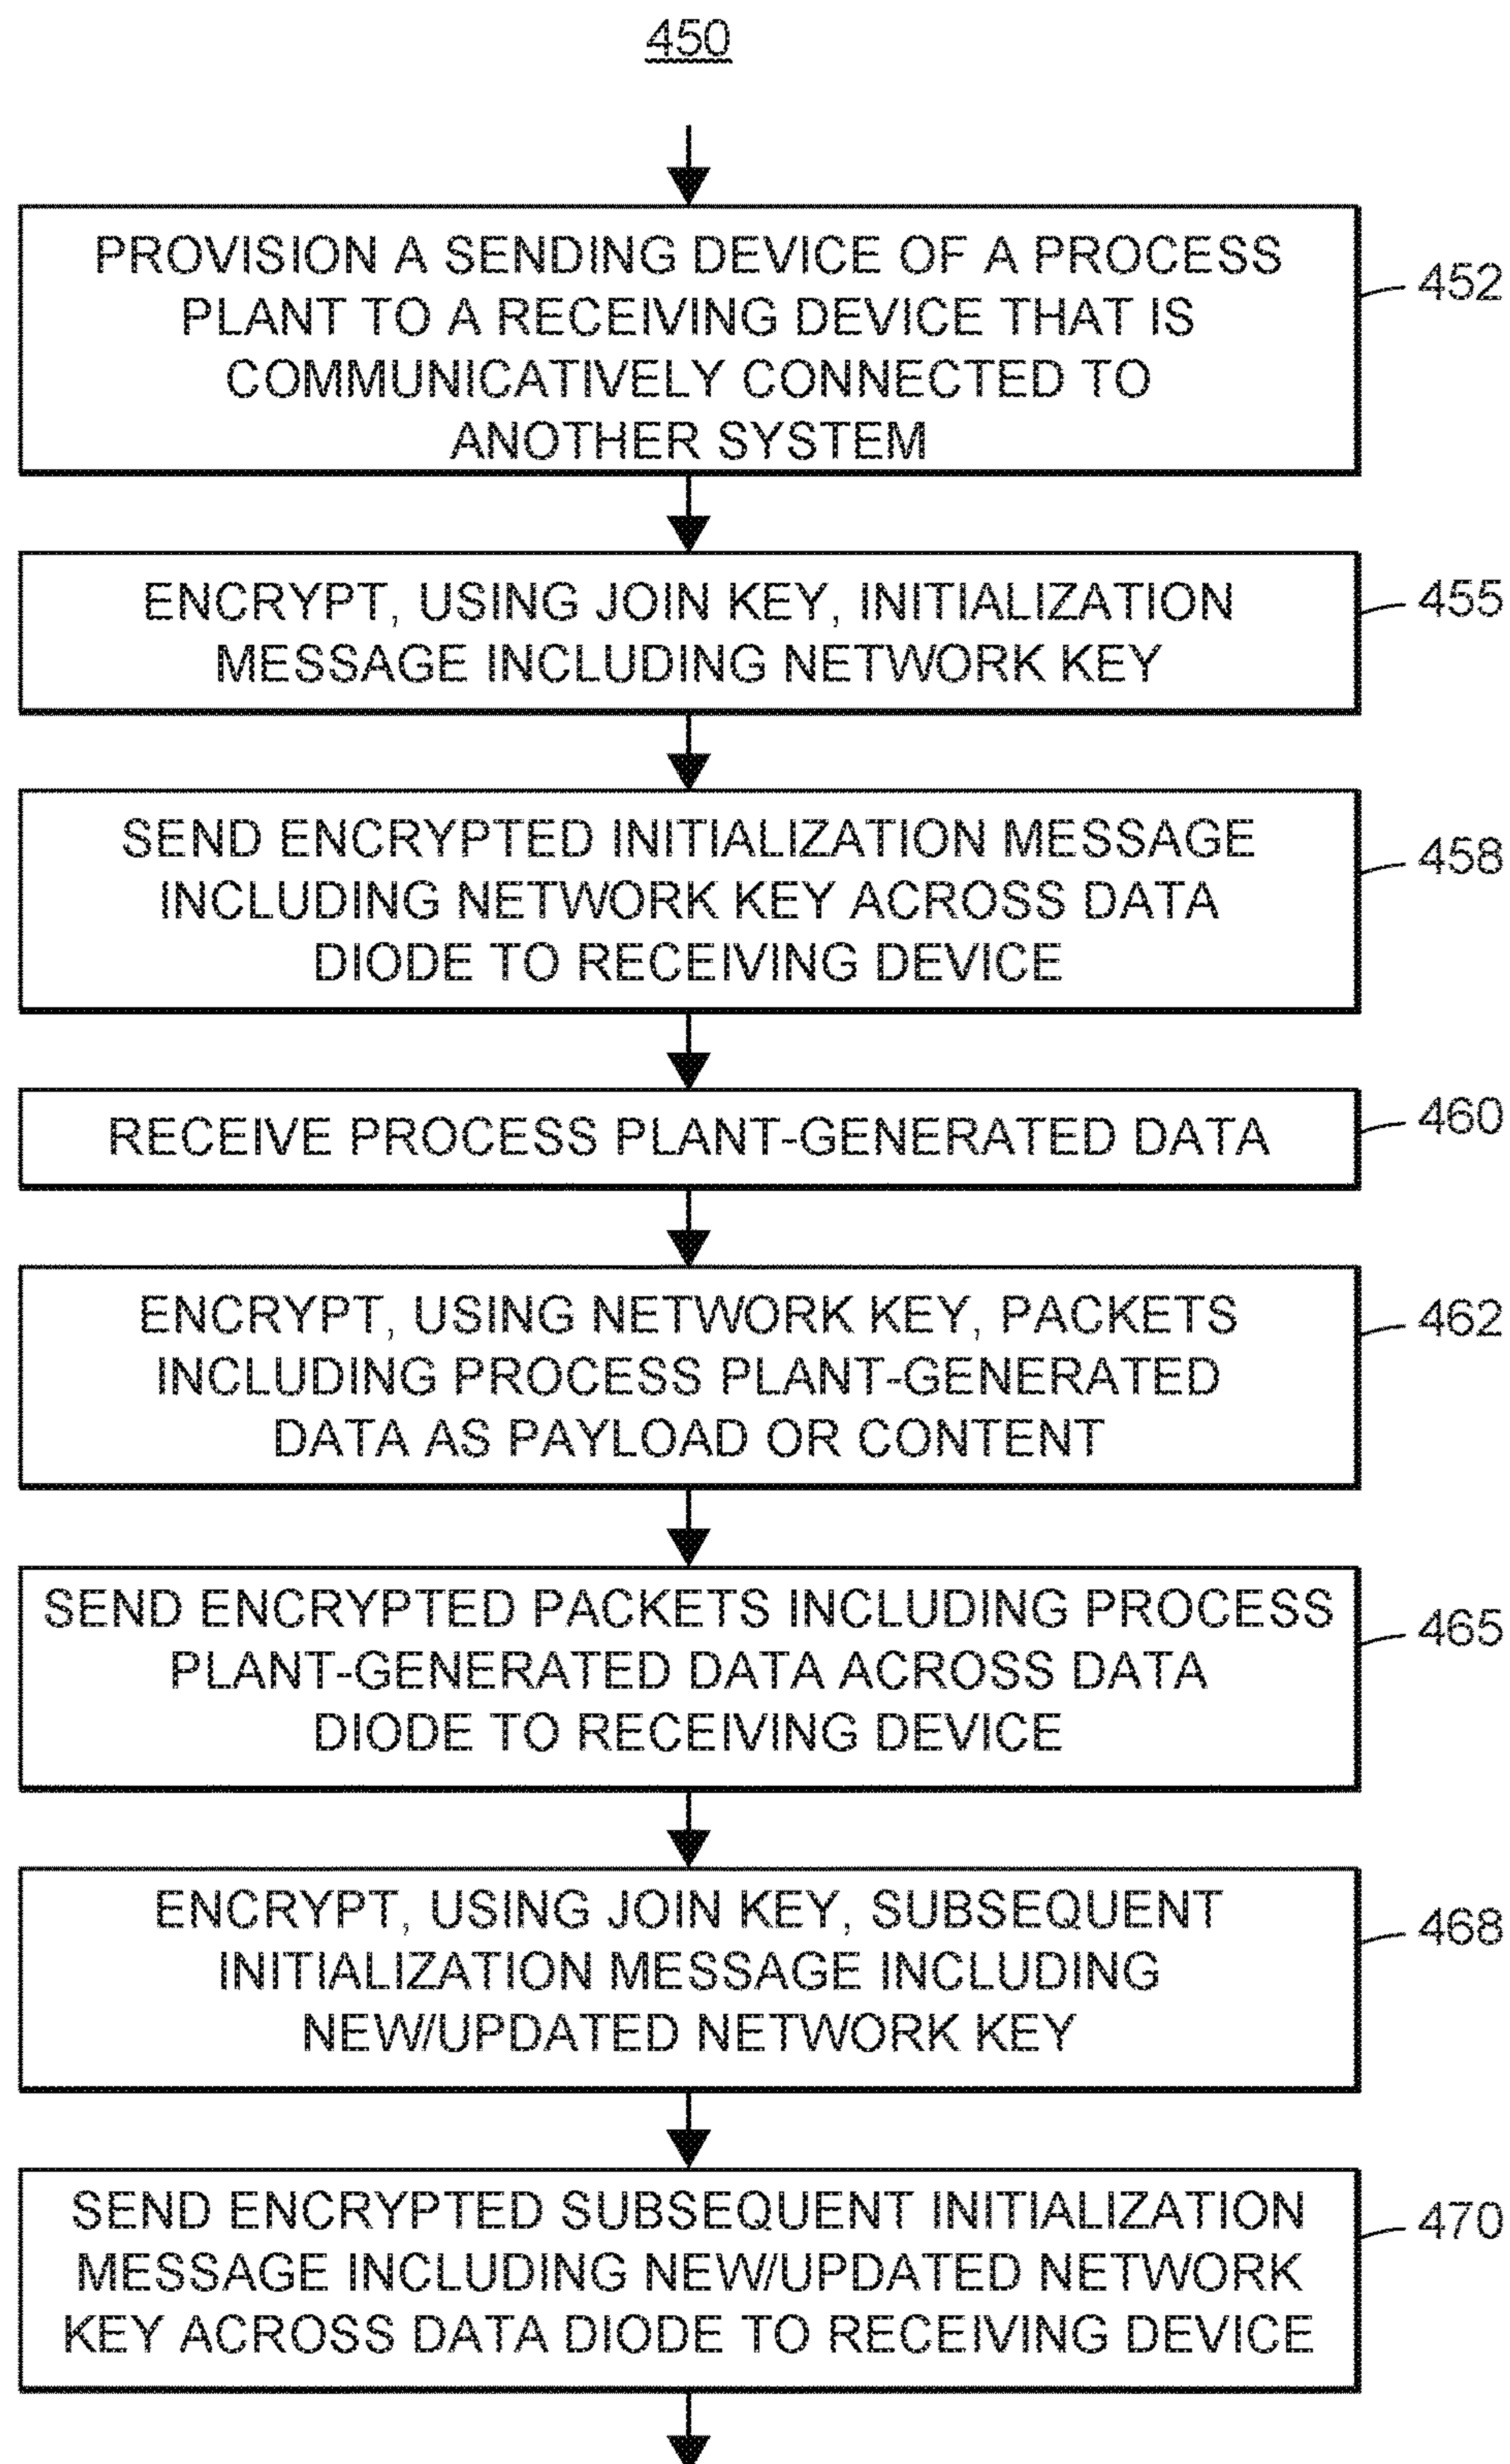 450
PROVISION A SENDING DEVICE OF A PROCESS
PLANT TO A RECEIVING DEVICE THAT IS
COMMUNICATIVELY CONNECTED TO
ANOTHER SYSTEM
452
ENCRYPT, USING JOIN KEY, INITIALIZATION
MESSAGE INCLUDING NETWORK KEY
455
SEND ENCRYPTED INITIALIZATION MESSAGE
INCLUDING NETWORK KEY ACROSS DATA
DIODE TO RECEIVING DEVICE
458
RECEIVE PROCESS PLANT-GENERATED DATA
460
ENCRYPT, USING NETWORK KEY, PACKETS
INCLUDING PROCESS PLANT-GENERATED
DATA AS PAYLOAD OR CONTENT
462
SEND ENCRYPTED PACKETS INCLUDING PROCESS
PLANT-GENERATED DATA ACROSS DATA
DIODE TO RECEIVING DEVICE
465
ENCRYPT, USING JOIN KEY, SUBSEQUENT
INITIALIZATION MESSAGE INCLUDING
NEW/UPDATED NETWORK KEY
468
SEND ENCRYPTED SUBSEQUENT INITIALIZATION
MESSAGE INCLUDING NEW/UPDATED NETWORK
KEY ACROSS DATA DIODE TO RECEIVING DEVICE
470